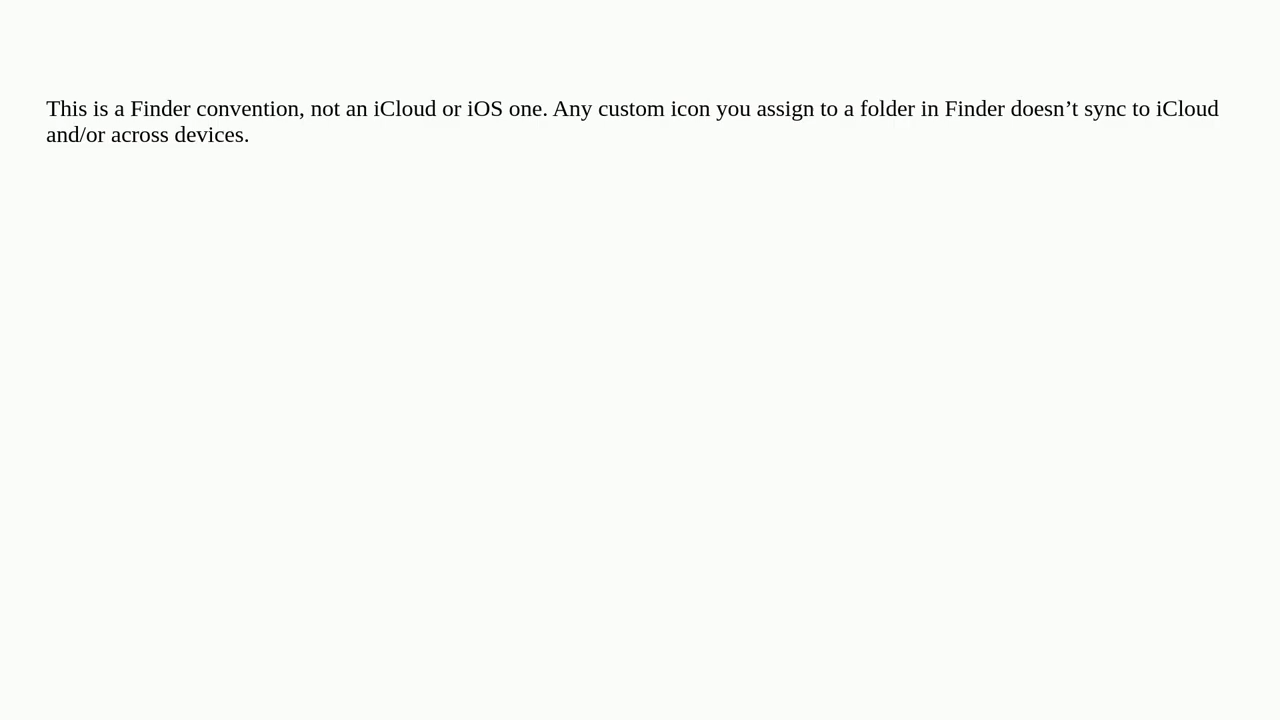 This is a Finder convention, not an iCloud or iOS one. Any custom icon you assign to a folder in Finder doesn’t sync to iCloud
and/or across devices.